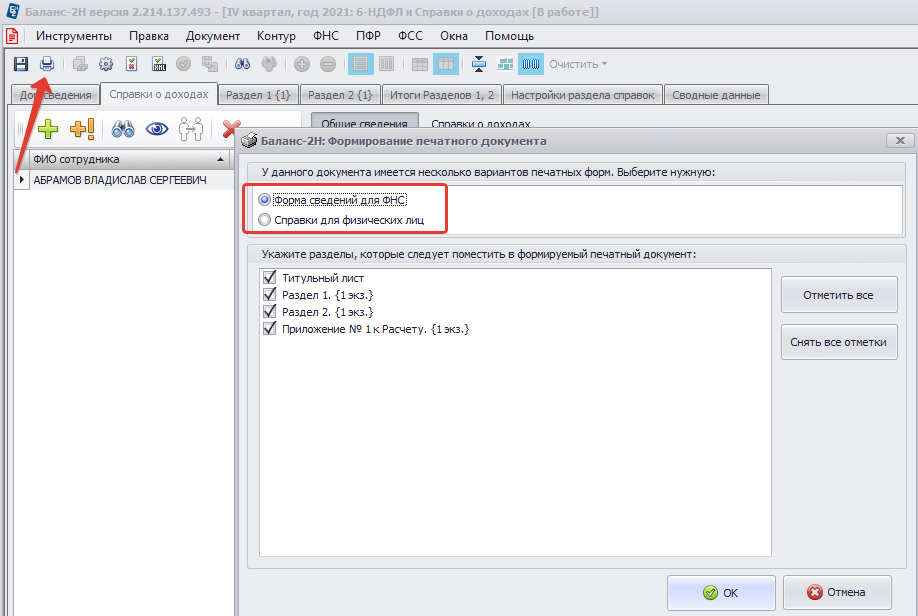 Баланс-2Н версия 2.214.137.493 - [IV квартал, год 2021: 6-НДФЛ и Справки о доходах [В работе]]
Инструменты Правка Документ Контур ФНС ПФР ФСС Окна Помощь
Очистить
Доп.сведения Справки о доходах Раздел 1 {1} Раздел 2 {1} Итоги Разделов 1, 2 Настройки раздела справок Сводные данные
Общие сведения Справки о доходах
ФИО сотрудника
АБРАМОВ ВЛАДИСЛАВ СЕРГЕЕВИЧ
Баланс-2Н: Формирование печатного документа
У данного документа имеется несколько вариантов печатных форм. Выберите нужную:
Форма сведений для ФНС
Справки для физических лиц
Укажите разделы, которые следует поместить в формируемый печатный документ:
Титульный лист
Раздел 1. {1 экз.}
Раздел 2. {1 экз.}
Приложение № 1 к Расчету. {1 экз.}
Отметить все
Снять все отметки
ОК
Отмена